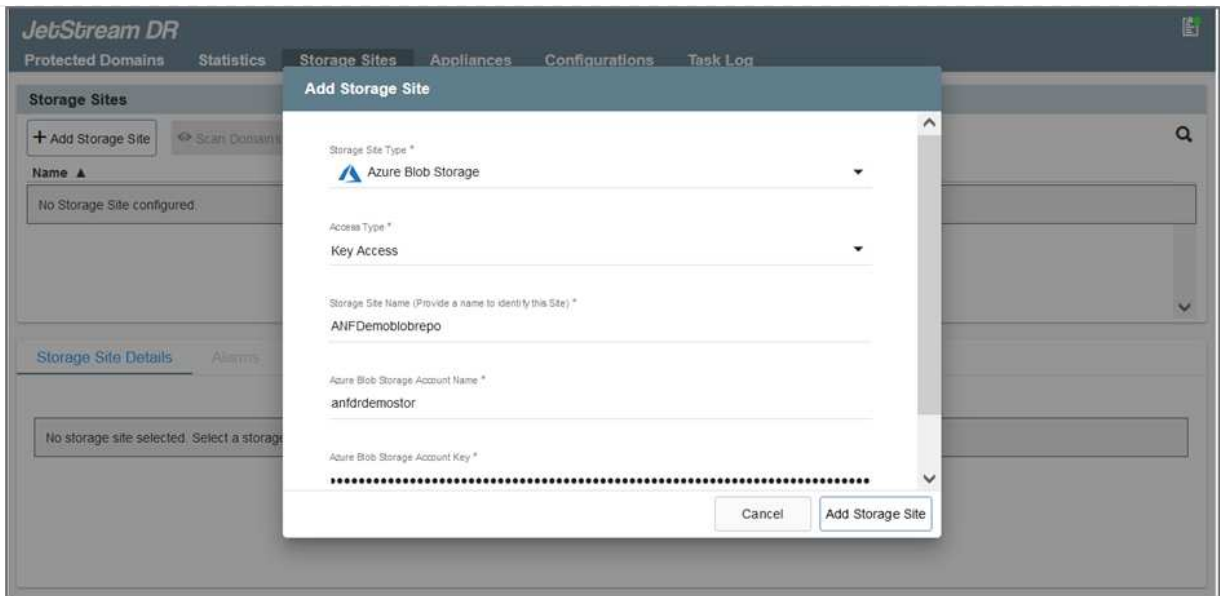 JetStream DR
Protected Domains Statistics Storage Sites Appliances Configurations Task Log
Storage Sites
+ Add Storage Site Scan Domains
Name ▲
No Storage Site configured.
Storage Site Details Alarms
No storage site selected. Select a storage
Add Storage Site
Storage Site Type *
Azure Blob Storage
Access Type *
Key Access
Storage Site Name (Provide a name to identify this Site) *
ANFDemoblobrepo
Azure Blob Storage Account Name *
anfdrdemostor
Azure Blob Storage Account Key *
Cancel Add Storage Site